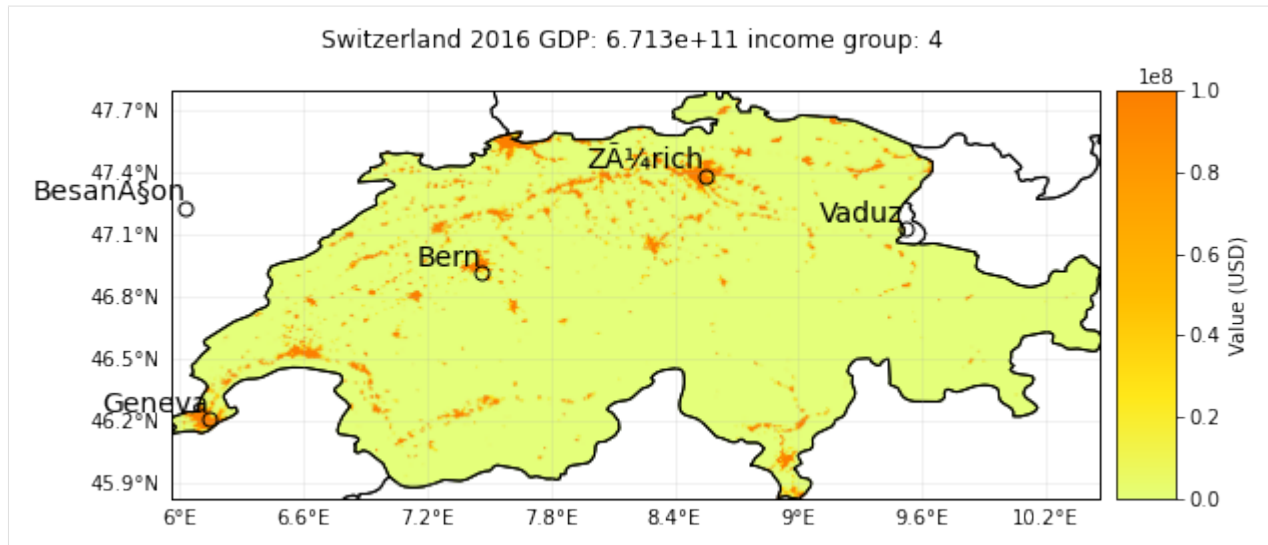 Switzerland 2016 GDP: 6.713e+11 income group: 4
1e8
47.7°N
47.4°N
47.1°N
46.8°N
46.5°N
46.2°N
45.9°N
BesanÃ§on
ZÃ¼rich
Vaduz
Bern
Geneva
6°E
6.6°E
7.2°E
7.8°E
8.4°E
9°E
9.6°E
10.2°E
1.0
0.8
0.6
0.4
0.2
0.0
Value (USD)